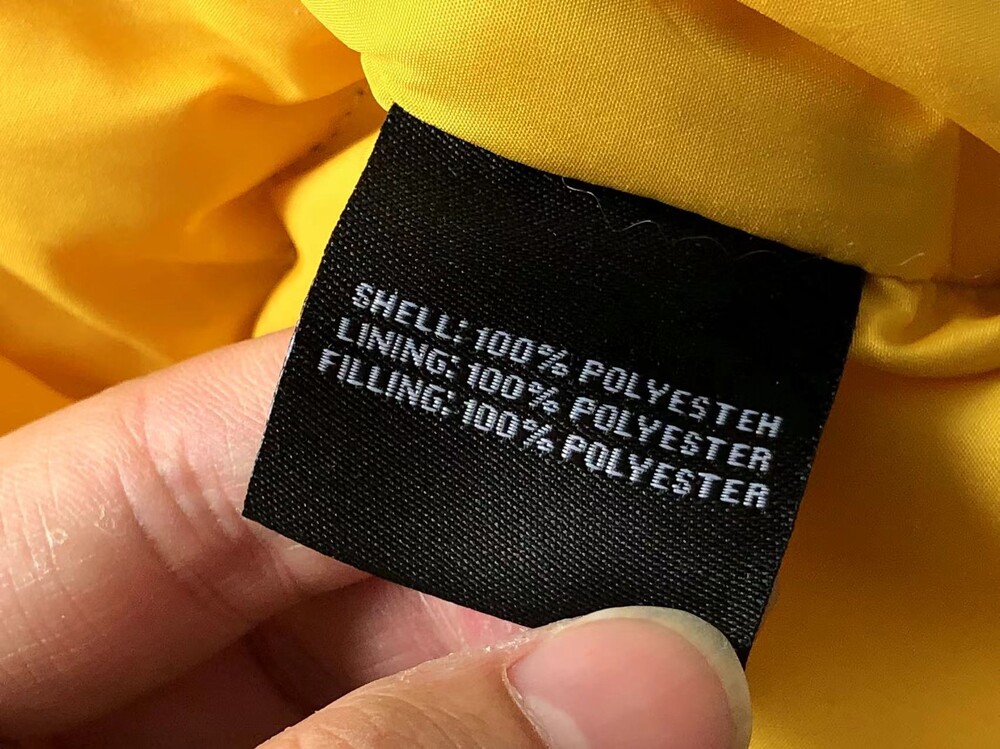 SHELL: 100% POLYESTEH
LINING: 100% POLYESTER
FILLING: 100% POLYESTER